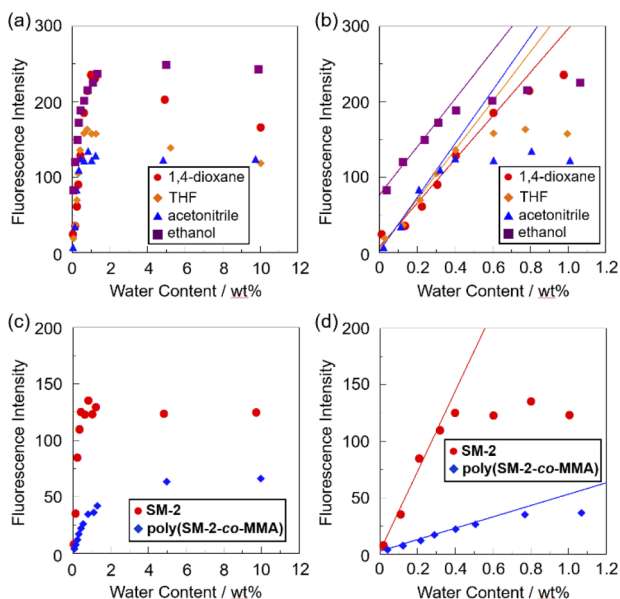 (a)
Fluorescence Intensity
300
250
200
150
100
50
0
0 2 4 6 8 10 12
Water Content / wt%
1,4-dioxane
THF
acetonitrile
ethanol
(b)
Fluorescence Intensity
300
200
100
0
0 0.2 0.4 0.6 0.8 1.0 1.2
Water Content / wt%
1,4-dioxane
THF
acetonitrile
ethanol
(c)
Fluorescence Intensity
200
150
100
50
0
0 2 4 6 8 10 12
Water Content / wt%
SM-2
poly(SM-2-co-MMA)
(d)
Fluorescence Intensity
200
150
100
50
0
0 0.2 0.4 0.6 0.8 1.0 1.2
Water Content / wt%
SM-2
poly(SM-2-co-MMA)